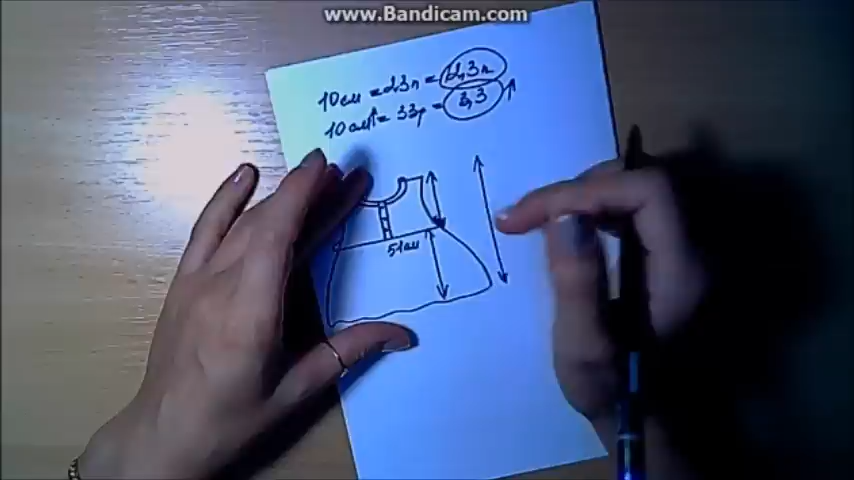 www.Bandicam.com
10см = 23п = 2,3п
10см = 33р = 3,3
51см